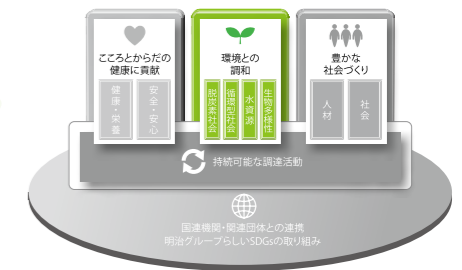 こころとからだの
健康に貢献
健康・栄養
安全・安心
環境との
調和
脱炭素社会
循環型社会
水資源
生物多様性
豊かな
社会づくり
人材
社会
持続可能な調達活動
国連機関・関連団体との連携
明治グループらしいSDGsの取り組み